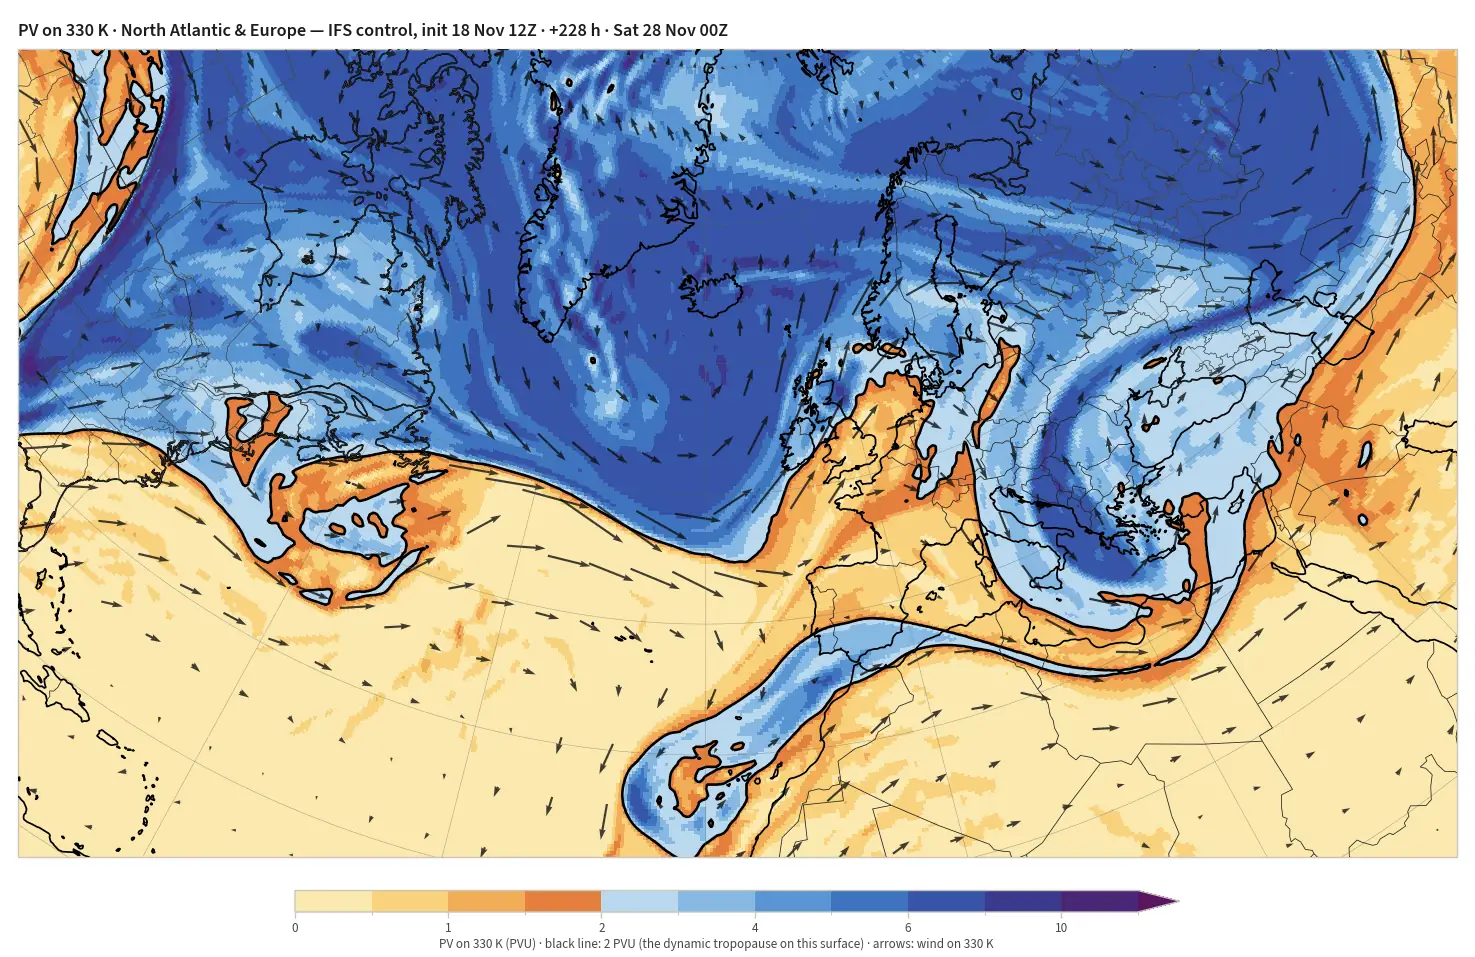 PV on 330 K · North Atlantic & Europe — IFS control, init 18 Nov 12Z · +228 h · Sat 28 Nov 00Z
0 1 2 4 6 10
PV on 330 K (PVU) · black line: 2 PVU (the dynamic tropopause on this surface) · arrows: wind on 330 K